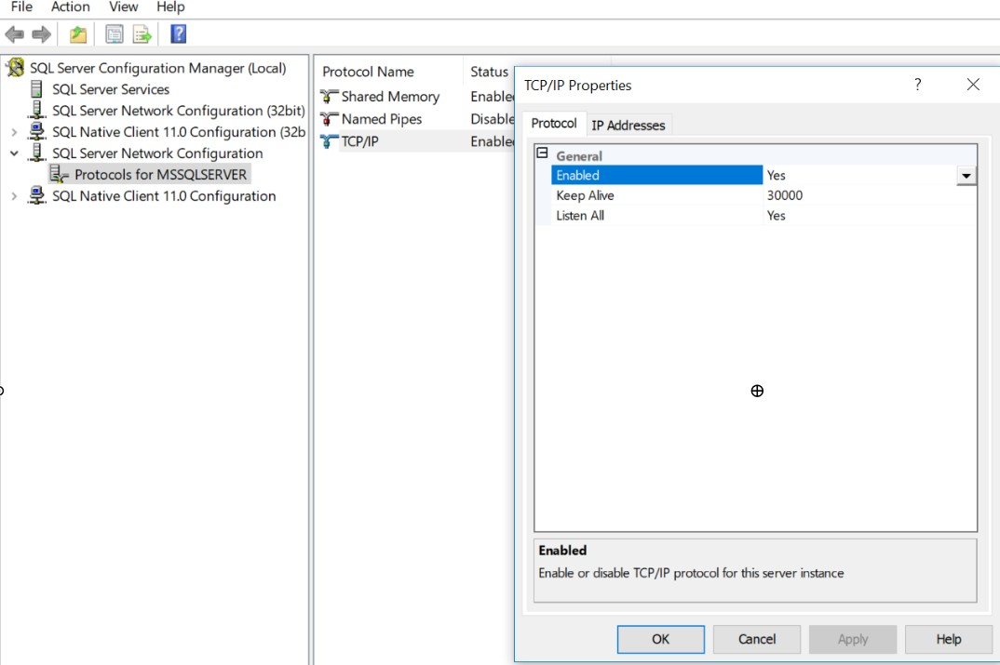 File Action View Help
SQL Server Configuration Manager (Local)
SQL Server Services
SQL Server Network Configuration (32bit)
SQL Native Client 11.0 Configuration (32b
SQL Server Network Configuration
Protocols for MSSQLSERVER
SQL Native Client 11.0 Configuration
Protocol Name Status
Shared Memory Enable
Named Pipes Disable
TCP/IP Enable
TCP/IP Properties ?
Protocol IP Addresses
General
Enabled Yes
Keep Alive 30000
Listen All Yes
Enabled
Enable or disable TCP/IP protocol for this server instance
OK Cancel Apply Help